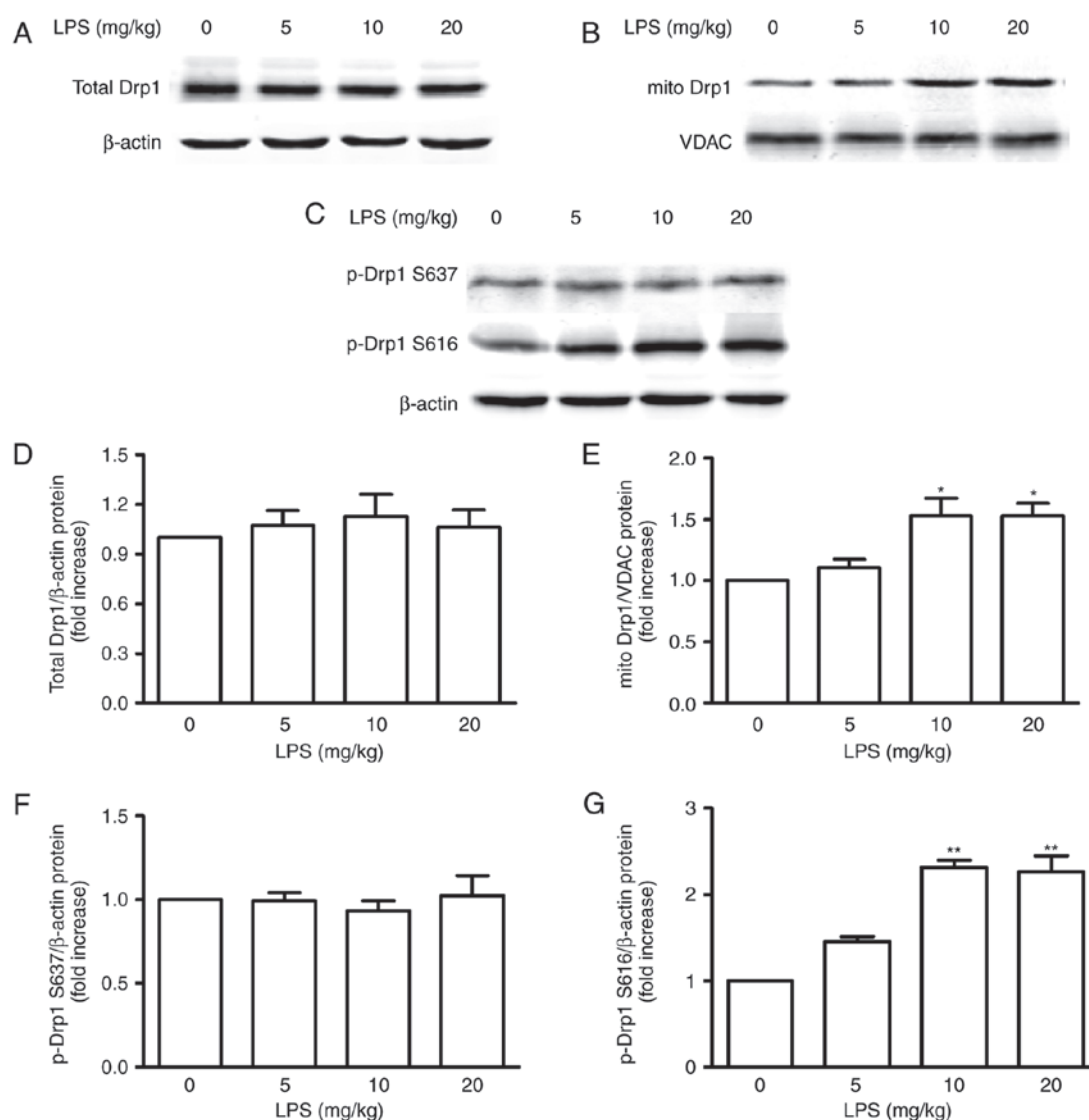 A LPS (mg/kg) 0 5 10 20
Total Drp1
β-actin
B LPS (mg/kg) 0 5 10 20
mito Drp1
VDAC
C LPS (mg/kg) 0 5 10 20
p-Drp1 S637
p-Drp1 S616
β-actin
D
Total Drp1/β-actin protein
(fold increase)
1.5
1.2
0.9
0.6
0.3
0.0
0 5 10 20
LPS (mg/kg)
E
mito Drp1/VDAC protein
(fold increase)
2.0
1.5
1.0
0.5
0.0
* *
0 5 10 20
LPS (mg/kg)
F
p-Drp1 S637/β-actin protein
(fold increase)
1.5
1.0
0.5
0.0
0 5 10 20
LPS (mg/kg)
G
p-Drp1 S616/β-actin protein
(fold increase)
3
2
1
0
** **
0 5 10 20
LPS (mg/kg)